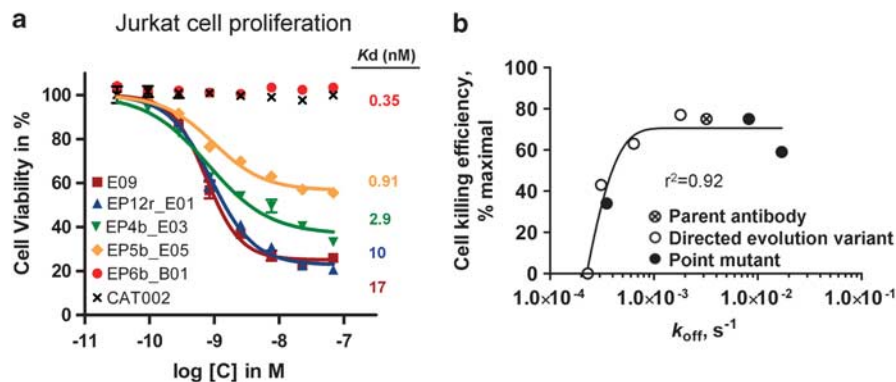 a
Jurkat cell proliferation
Kd (nM)
Cell Viability in %
100
80
60
40
20
0
0.35
0.91
2.9
10
17
E09
EP12r_E01
EP4b_E03
EP5b_E05
EP6b_B01
CAT002
-11
-10
-9
-8
-7
log [C] in M
b
Cell killing efficiency,
% maximal
100
80
60
40
20
0
r²=0.92
Parent antibody
Directed evolution variant
Point mutant
1.0×10⁻⁴
1.0×10⁻³
1.0×10⁻²
1.0×10⁻¹
koff, s⁻¹